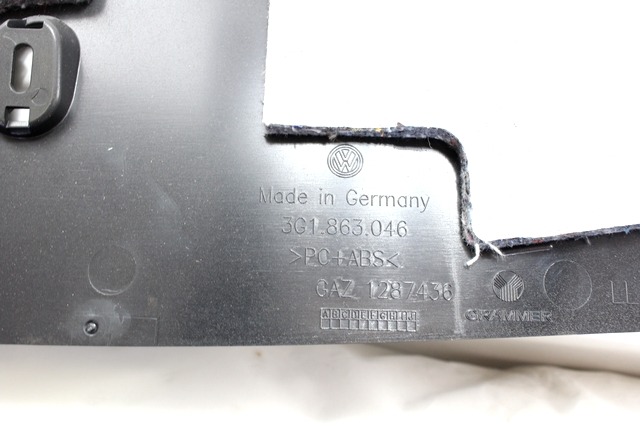 Made in Germany
3G1.863.046
>PC+ABS<
GAZ 1287436
GRAMMER